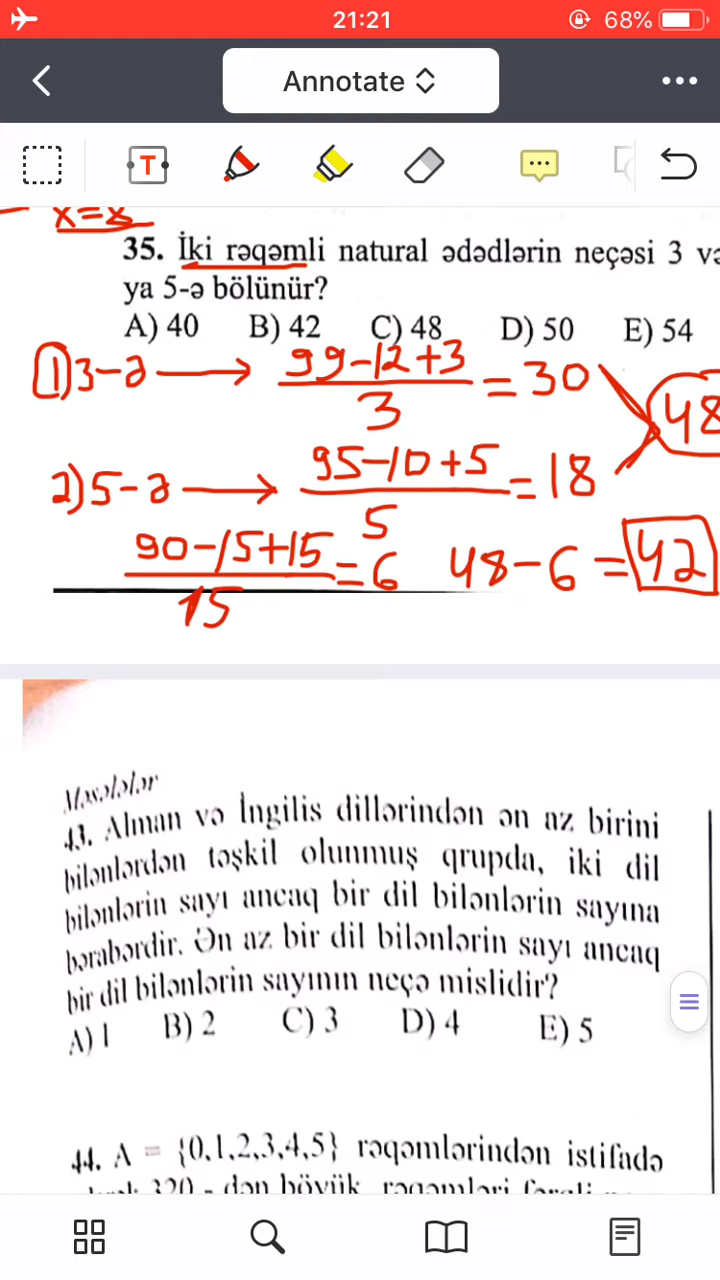 21:21
68%
Annotate
T
x=8
35. İki rəqəmli natural ədədlərin neçəsi 3 və
ya 5-ə bölünür?
A) 40 B) 42 C) 48 D) 50 E) 54
1) 3-ə → 99-12+3 / 3 = 30
48
2) 5-ə → 95-10+5 / 5 = 18
90-15+15 / 15 = 6 48-6=42
Məsələlər
43. Alman və İngilis dillərindən ən az birini
bilənlərdən təşkil olunmuş qrupda, iki dil
bilənlərin sayı ancaq bir dil bilənlərin sayına
bərabərdir. Ən az bir dil bilənlərin sayı ancaq
bir dil bilənlərin sayının neçə mislidir?
A) 1 B) 2 C) 3 D) 4 E) 5
44. A = {0,1,2,3,4,5} rəqəmlərindən istifadə
320 - dən böyük rəqəmləri